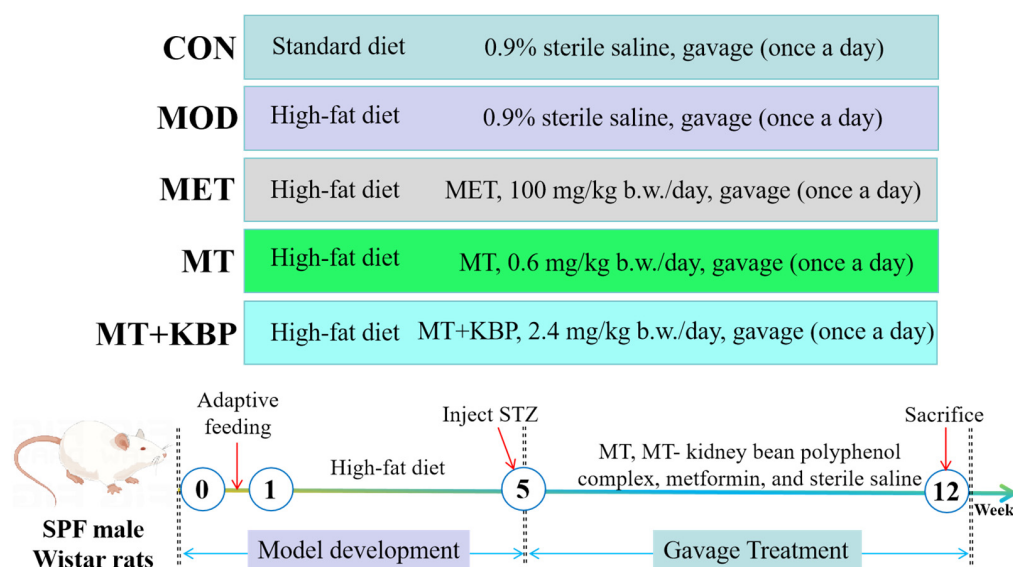 CON Standard diet 0.9% sterile saline, gavage (once a day)
MOD High-fat diet 0.9% sterile saline, gavage (once a day)
MET High-fat diet MET, 100 mg/kg b.w./day, gavage (once a day)
MT High-fat diet MT, 0.6 mg/kg b.w./day, gavage (once a day)
MT+KBP High-fat diet MT+KBP, 2.4 mg/kg b.w./day, gavage (once a day)
Adaptive
feeding
Inject STZ
Sacrifice
High-fat diet
MT, MT- kidney bean polyphenol
complex, metformin, and sterile saline
0 1 5 12
Week
SPF male
Wistar rats
Model development
Gavage Treatment